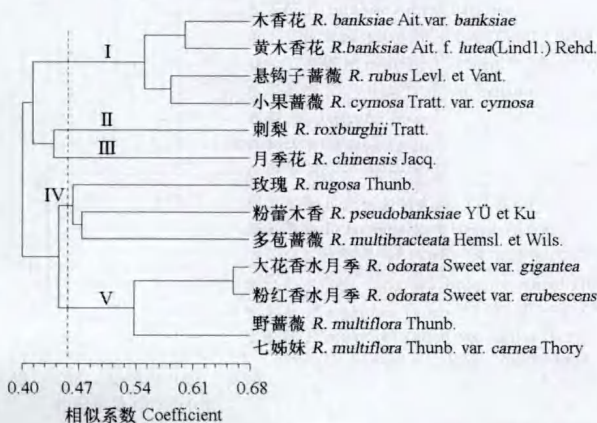 木香花 R. banksiae Ait.var. banksiae
黄木香花 R.banksiae Ait. f. lutea(Lindl.) Rehd.
I
悬钩子蔷薇 R. rubus Levl. et Vant.
小果蔷薇 R. cymosa Tratt. var. cymosa
II
刺梨 R. roxburghii Tratt.
III
月季花 R. chinensis Jacq.
IV
玫瑰 R. rugosa Thunb.
粉蕾木香 R. pseudobanksiae YÜ et Ku
多苞蔷薇 R. multibracteata Hemsl. et Wils.
大花香水月季 R. odorata Sweet var. gigantea
V
粉红香水月季 R. odorata Sweet var. erubescens
野蔷薇 R. multiflora Thunb.
七姊妹 R. multiflora Thunb. var. carnea Thory
0.40 0.47 0.54 0.61 0.68
相似系数 Coefficient